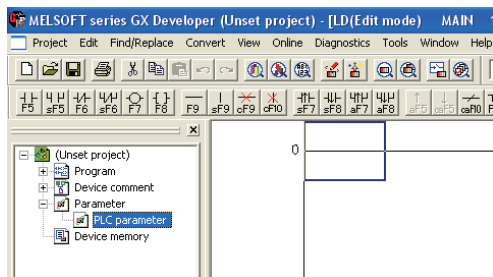 MELSOFT series GX Developer (Unset project) - [LD(Edit mode) MAIN
Project Edit Find/Replace Convert View Online Diagnostics Tools Window Help
F5 sF5 F6 sF6 F7 F8 F9 sF9 cF9 cF10 sF7 sF8 aF7 aF8 aF5 caF5 caF10
(Unset project)
Program
Device comment
Parameter
PLC parameter
Device memory
0